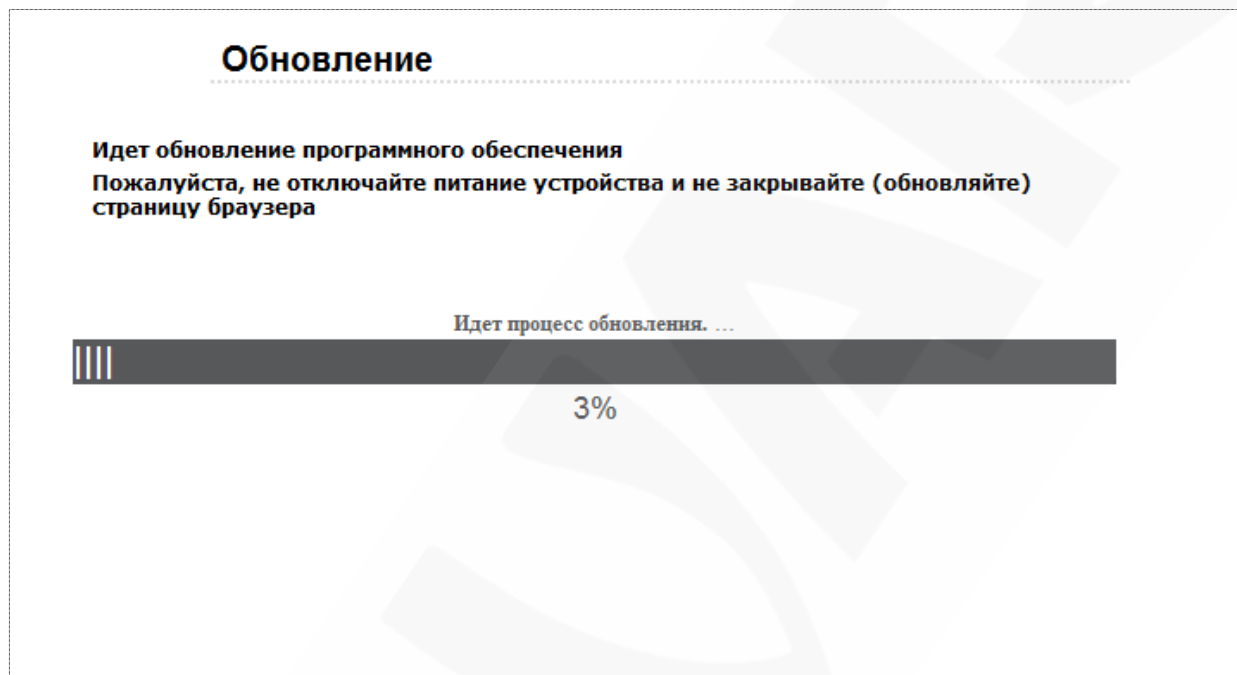 Обновление
Идет обновление программного обеспечения
Пожалуйста, не отключайте питание устройства и не закрывайте (обновляйте)
страницу браузера
Идет процесс обновления. ...
3%